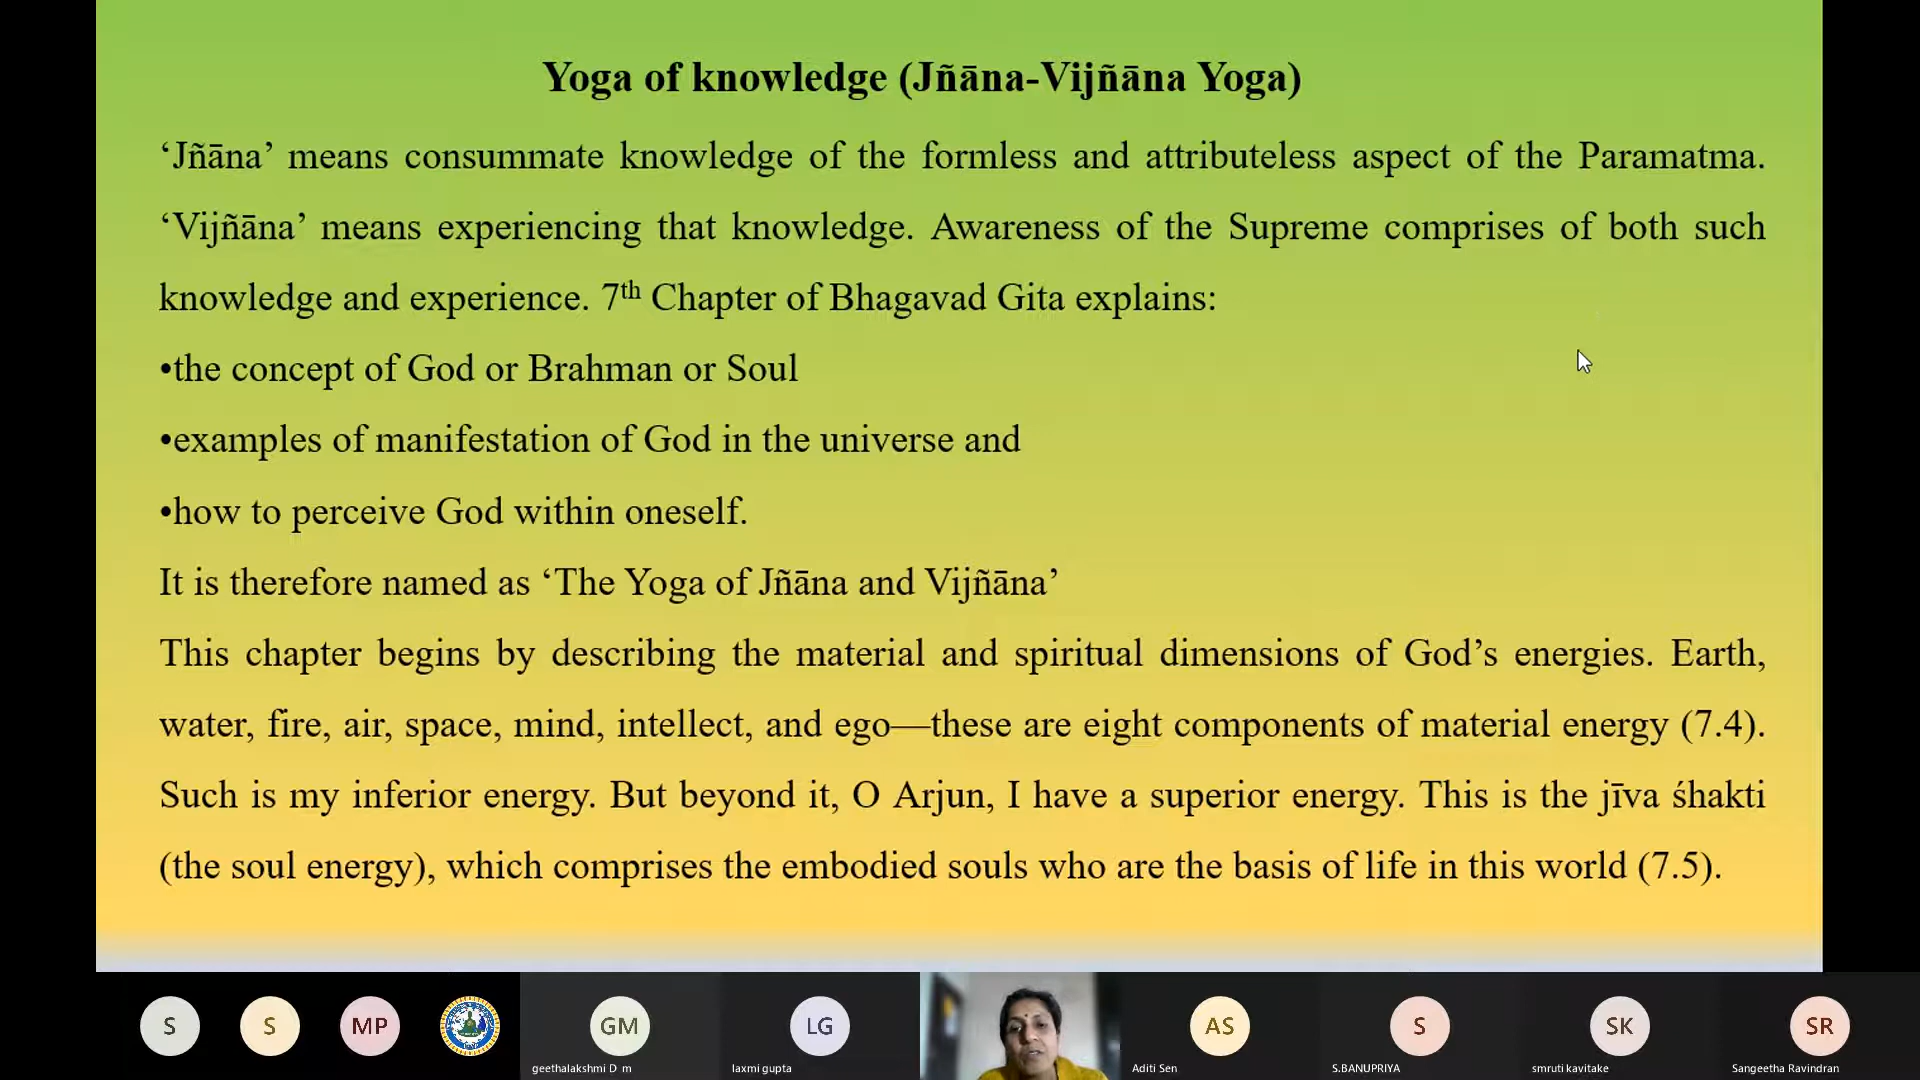 Yoga of knowledge (Jñāna-Vijñāna Yoga)
‘Jñāna’ means consummate knowledge of the formless and attributeless aspect of the Paramatma.
‘Vijñāna’ means experiencing that knowledge. Awareness of the Supreme comprises of both such
knowledge and experience. 7th Chapter of Bhagavad Gita explains:
•the concept of God or Brahman or Soul
•examples of manifestation of God in the universe and
•how to perceive God within oneself.
It is therefore named as ‘The Yoga of Jñāna and Vijñāna’
This chapter begins by describing the material and spiritual dimensions of God’s energies. Earth,
water, fire, air, space, mind, intellect, and ego—these are eight components of material energy (7.4).
Such is my inferior energy. But beyond it, O Arjun, I have a superior energy. This is the jīva śhakti
(the soul energy), which comprises the embodied souls who are the basis of life in this world (7.5).
S S MP GM LG AS S SK SR
geethalakshmi D m laxmi gupta Aditi Sen S.BANUPRIYA smruti kavitake Sangeetha Ravindran